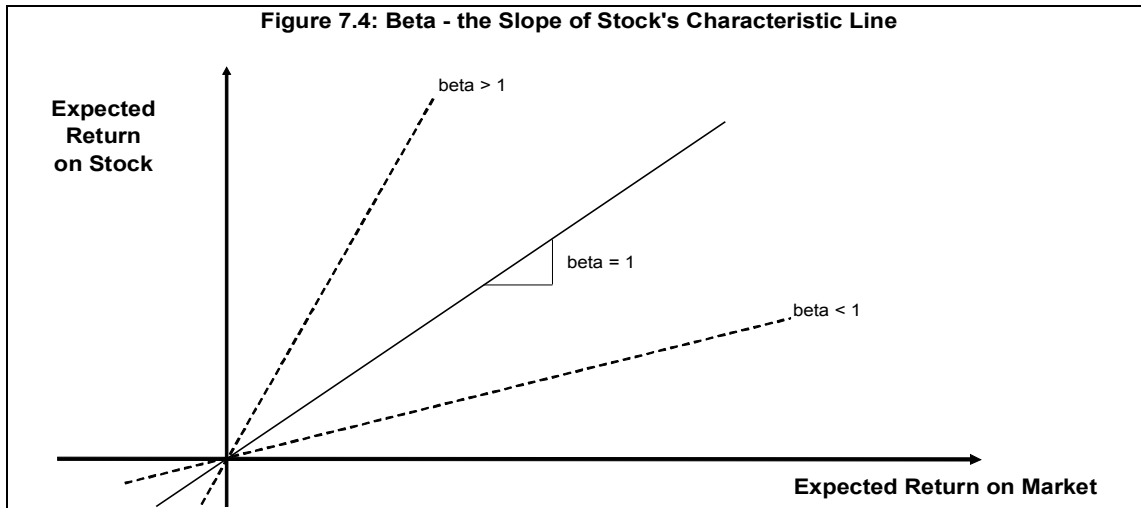 Figure 7.4: Beta - the Slope of Stock's Characteristic Line
beta > 1
Expected
Return
on Stock
beta = 1
beta < 1
Expected Return on Market